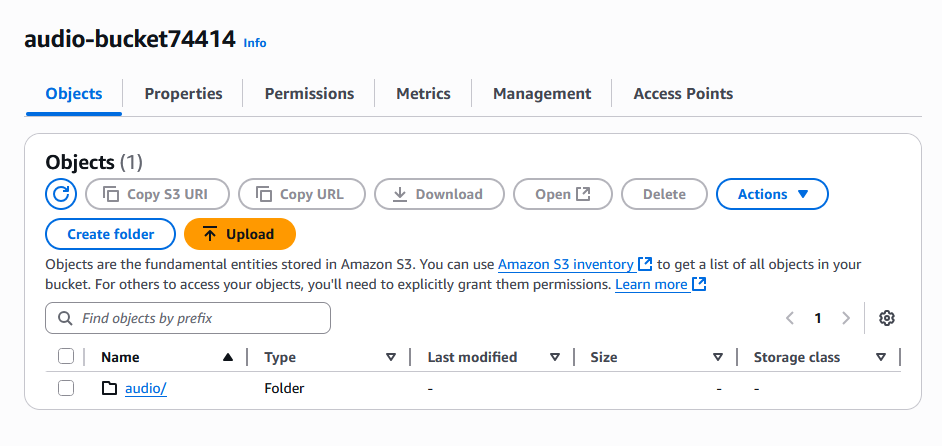 audio-bucket74414 Info
Objects Properties Permissions Metrics Management Access Points
Objects (1)
Copy S3 URI Copy URL Download Open Delete Actions
Create folder Upload
Objects are the fundamental entities stored in Amazon S3. You can use Amazon S3 inventory to get a list of all objects in your
bucket. For others to access your objects, you'll need to explicitly grant them permissions. Learn more
Find objects by prefix 1
Name Type Last modified Size Storage class
audio/ Folder - - -